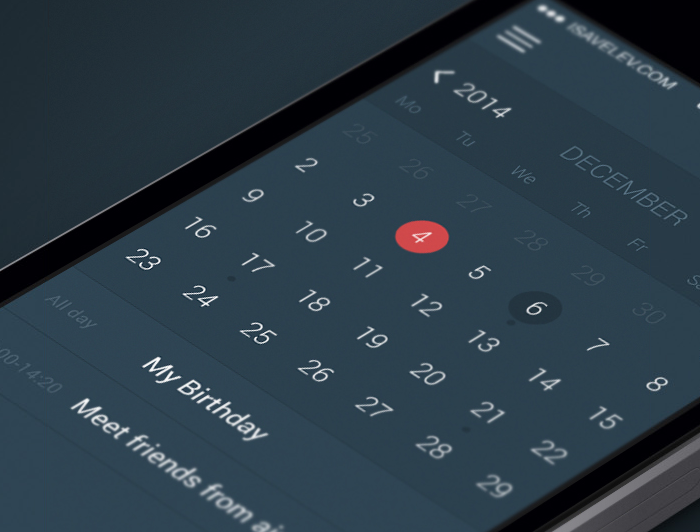 ISAVELEV.COM
2014 DECEMBER
Mo Tu We Th Fr
25 26 27 28 29 30
2 3 4 5 6 7 8
9 10 11 12 13 14 15
16 17 18 19 20 21 22
23 24 25 26 27 28 29
All day My Birthday
00-14:20 Meet friends from